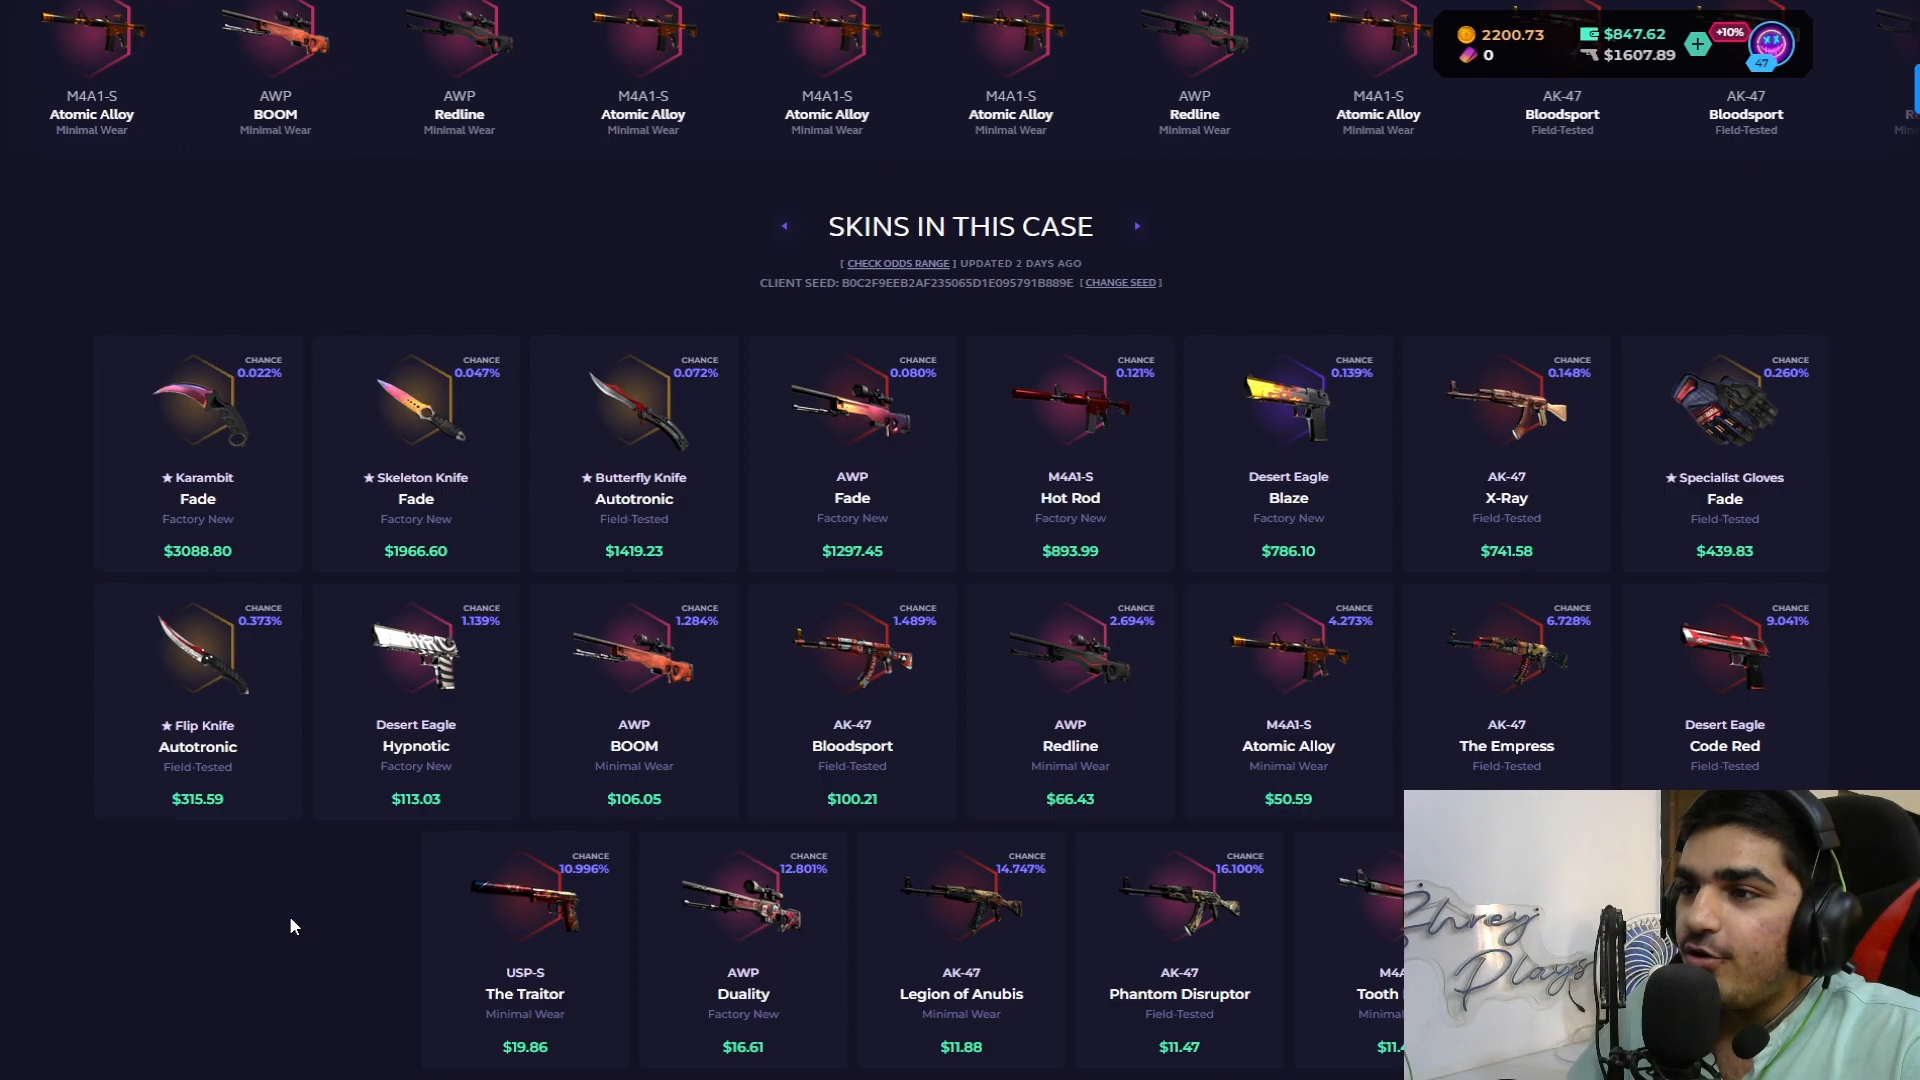 2200.73
$847.62
+10%
0
$1607.89
47
M4A1-S
Atomic Alloy
Minimal Wear
AWP
BOOM
Minimal Wear
AWP
Redline
Minimal Wear
M4A1-S
Atomic Alloy
Minimal Wear
M4A1-S
Atomic Alloy
Minimal Wear
M4A1-S
Atomic Alloy
Minimal Wear
AWP
Redline
Minimal Wear
M4A1-S
Atomic Alloy
Minimal Wear
AK-47
Bloodsport
Field-Tested
AK-47
Bloodsport
Field-Tested
SKINS IN THIS CASE
[ CHECK ODDS RANGE ] UPDATED 2 DAYS AGO
CLIENT SEED: B0C2F9EEB2AF235065D1E095791B889E [ CHANGE SEED ]
CHANCE
0.022%
★ Karambit
Fade
Factory New
$3088.80
CHANCE
0.047%
★ Skeleton Knife
Fade
Factory New
$1966.60
CHANCE
0.072%
★ Butterfly Knife
Autotronic
Field-Tested
$1419.23
CHANCE
0.080%
AWP
Fade
Factory New
$1297.45
CHANCE
0.121%
M4A1-S
Hot Rod
Factory New
$893.99
CHANCE
0.139%
Desert Eagle
Blaze
Factory New
$786.10
CHANCE
0.148%
AK-47
X-Ray
Field-Tested
$741.58
CHANCE
0.260%
★ Specialist Gloves
Fade
Field-Tested
$439.83
CHANCE
0.373%
★ Flip Knife
Autotronic
Field-Tested
$315.59
CHANCE
1.139%
Desert Eagle
Hypnotic
Factory New
$113.03
CHANCE
1.284%
AWP
BOOM
Minimal Wear
$106.05
CHANCE
1.489%
AK-47
Bloodsport
Field-Tested
$100.21
CHANCE
2.694%
AWP
Redline
Minimal Wear
$66.43
CHANCE
4.273%
M4A1-S
Atomic Alloy
Minimal Wear
$50.59
CHANCE
6.728%
AK-47
The Empress
Field-Tested
CHANCE
9.041%
Desert Eagle
Code Red
Field-Tested
CHANCE
10.996%
USP-S
The Traitor
Minimal Wear
$19.86
CHANCE
12.801%
AWP
Duality
Factory New
$16.61
CHANCE
14.747%
AK-47
Legion of Anubis
Minimal Wear
$11.88
CHANCE
16.100%
AK-47
Phantom Disruptor
Field-Tested
$11.47
Tooth
Zhrey
Plays